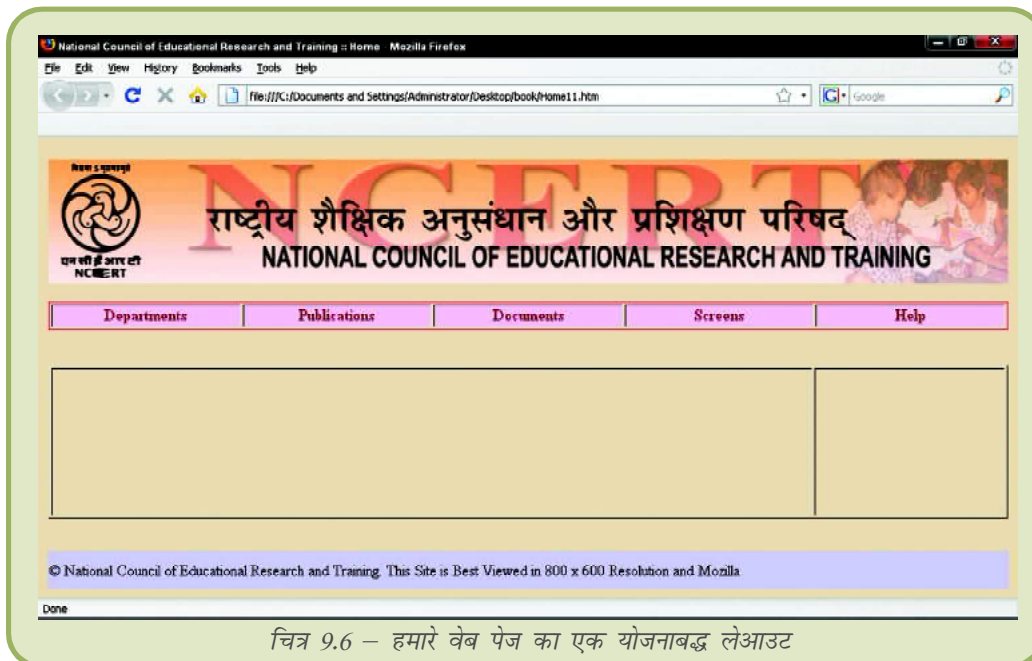 National Council of Educational Research and Training :: Home - Mozilla Firefox
File Edit View History Bookmarks Tools Help
file:///C:/Documents and Settings/Administrator/Desktop/book/Home11.htm
Google
NCERT
राष्ट्रीय शैक्षिक अनुसंधान और प्रशिक्षण परिषद्
NATIONAL COUNCIL OF EDUCATIONAL RESEARCH AND TRAINING
एन सी ई आर टी
NCERT
Departments Publications Documents Screens Help
© National Council of Educational Research and Training. This Site is Best Viewed in 800 x 600 Resolution and Mozilla
Done
चित्र 9.6 – हमारे वेब पेज का एक योजनाबद्ध लेआउट